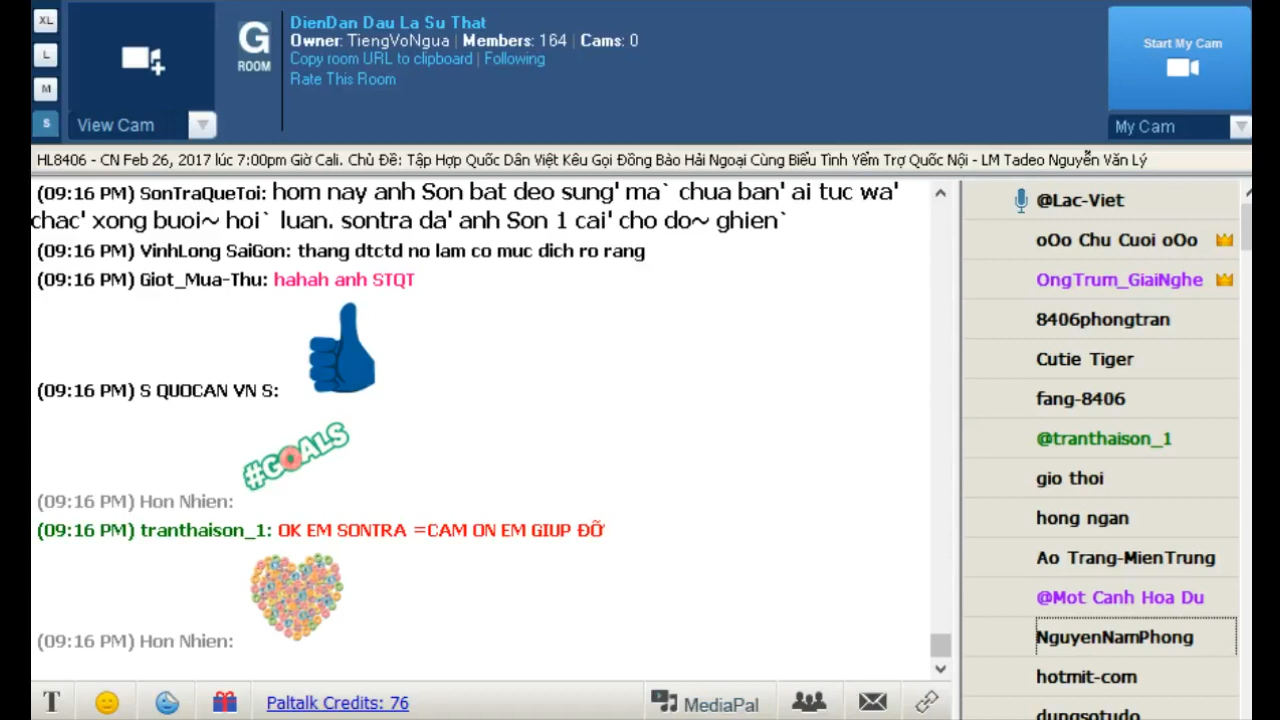 XL
L
M
S
View Cam
G
ROOM
DienDan Dau La Su That
Owner: TiengVoNgua | Members: 164 | Cams: 0
Copy room URL to clipboard | Following
Rate This Room
Start My Cam
My Cam
HL8406 - CN Feb 26, 2017 lúc 7:00pm Giờ Cali. Chủ Đề: Tập Hợp Quốc Dân Việt Kêu Gọi Đồng Bào Hải Ngoại Cùng Biểu Tình Yểm Trợ Quốc Nội - LM Tadeo Nguyễn Văn Lý
(09:16 PM) SonTraQueToi: hom nay anh Son bat deo sung' ma` chua ban' ai tuc wa'
chac' xong buoi~ hoi` luan. sontra da' anh Son 1 cai' cho do~ ghien`
(09:16 PM) VinhLong SaiGon: thang dtctd no lam co muc dich ro rang
(09:16 PM) Giot_Mua-Thu: hahah anh STQT
(09:16 PM) S QUOCAN VN S:
#GOALS
(09:16 PM) Hon Nhien:
(09:16 PM) tranthaison_1: OK EM SONTRA =CAM ON EM GIUP ĐỠ
(09:16 PM) Hon Nhien:
@Lac-Viet
oOo Chu Cuoi oOo
OngTrum_GiaiNghe
8406phongtran
Cutie Tiger
fang-8406
@tranthaison_1
gio thoi
hong ngan
Ao Trang-MienTrung
@Mot Canh Hoa Du
NguyenNamPhong
hotmit-com
dungsotudo
T
Paltalk Credits: 76
MediaPal